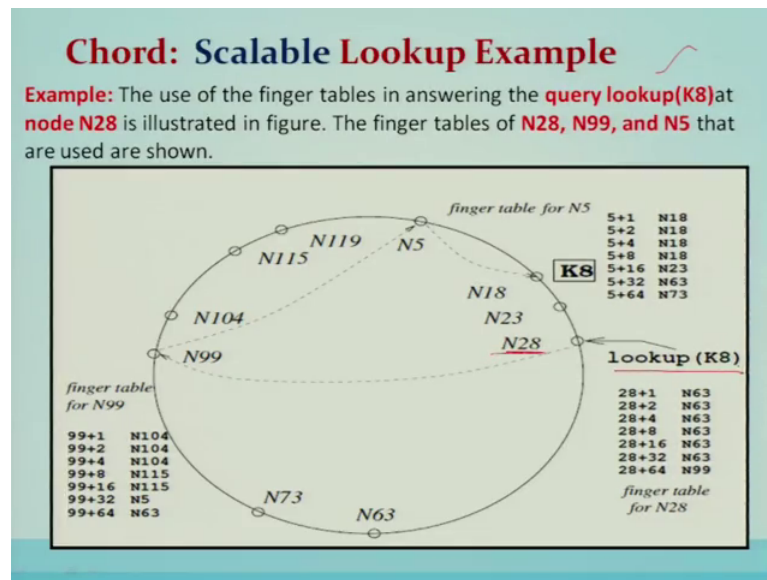 Chord: Scalable Lookup Example
Example: The use of the finger tables in answering the query lookup(K8)at
node N28 is illustrated in figure. The finger tables of N28, N99, and N5 that
are used are shown.
finger table for N5
5+1 N18
5+2 N18
5+4 N18
5+8 N18
5+16 N23
5+32 N63
5+64 N73
N119
N5
N115
K8
N18
N104
N23
N28
N99
lookup(K8)
finger table
for N99
99+1 N104
99+2 N104
99+4 N104
99+8 N115
99+16 N115
99+32 N5
99+64 N63
28+1 N63
28+2 N63
28+4 N63
28+8 N63
28+16 N63
28+32 N63
28+64 N99
finger table
for N28
N73
N63